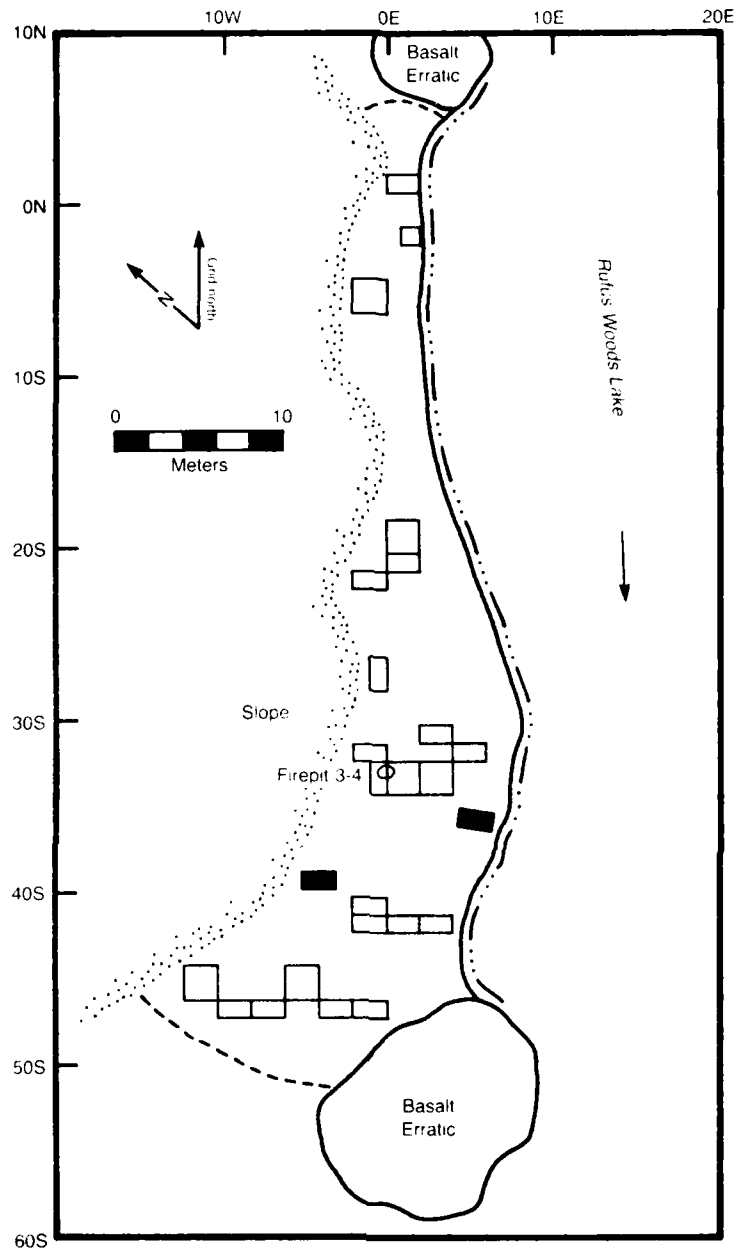 10W
0E
10E
20E
10N
Basalt
Erratic
0N
Grid north
N
Rufus Woods Lake
10S
0
10
Meters
20S
30S
Slope
Firepit 3-4
40S
50S
Basalt
Erratic
60S